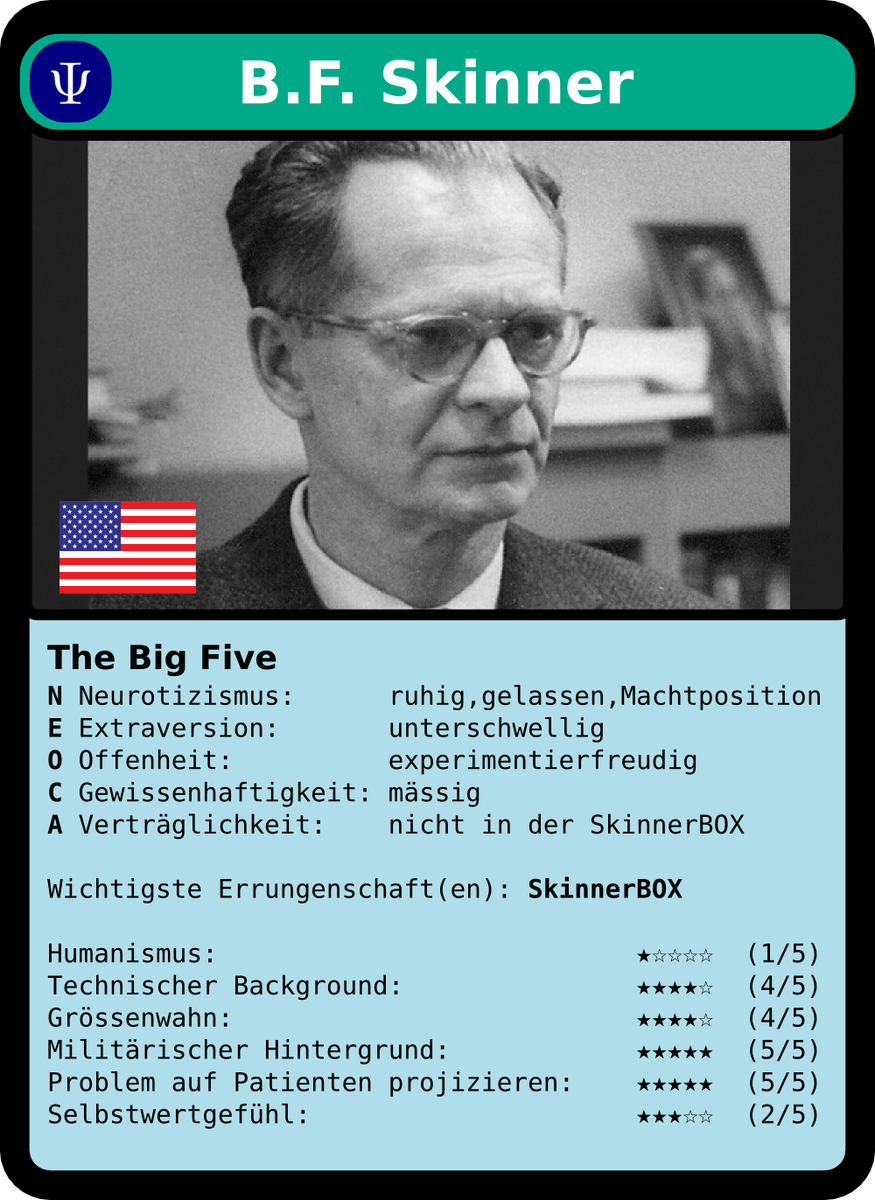 Ψ
B.F. Skinner
The Big Five
N Neurotizismus: ruhig,gelassen,Machtposition
E Extraversion: unterschwellig
O Offenheit: experimentierfreudig
C Gewissenhaftigkeit: mässig
A Verträglichkeit: nicht in der SkinnerBOX
Wichtigste Errungenschaft(en): SkinnerBOX
Humanismus: ★☆☆☆☆ (1/5)
Technischer Background: ★★★★☆ (4/5)
Grössenwahn: ★★★★☆ (4/5)
Militärischer Hintergrund: ★★★★★ (5/5)
Problem auf Patienten projizieren: ★★★★★ (5/5)
Selbstwertgefühl: ★★★☆☆ (2/5)